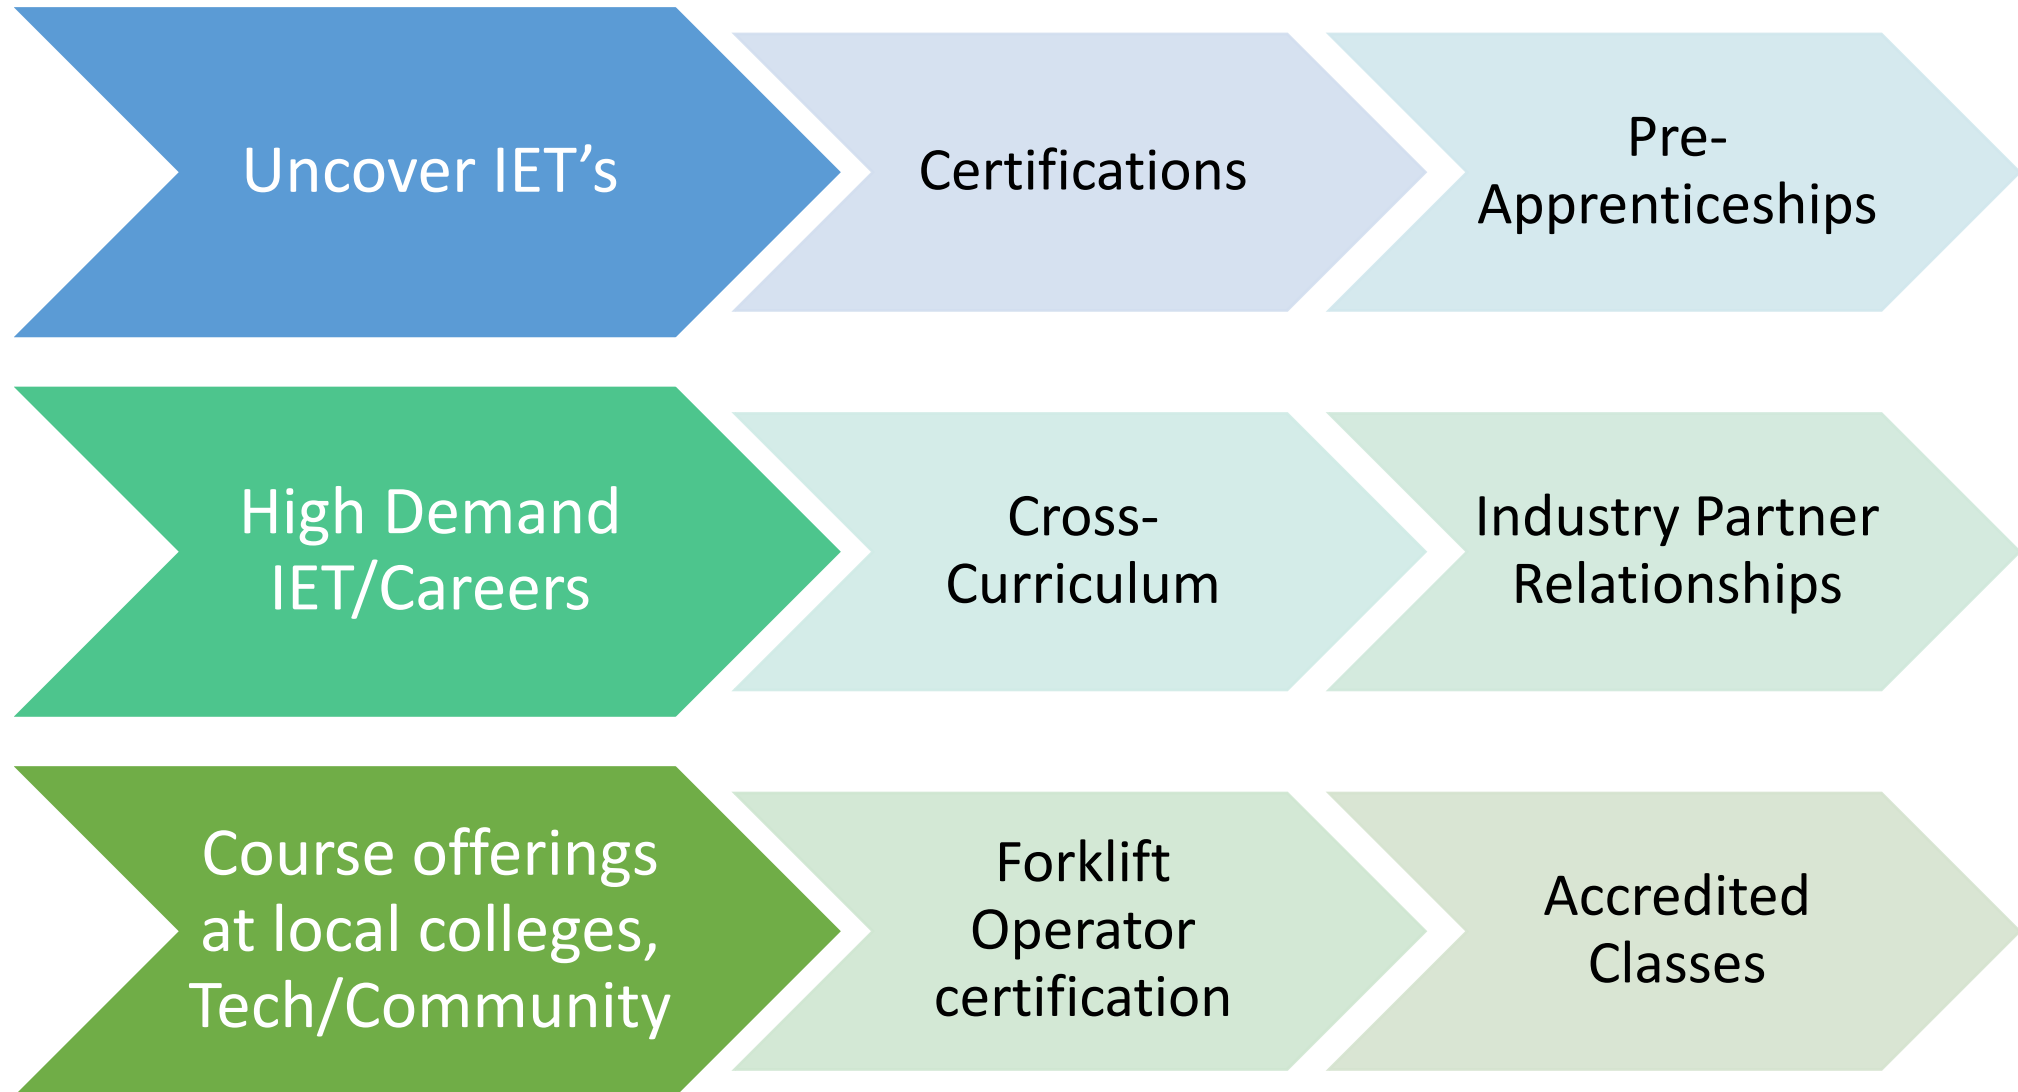 Uncover IET’s
Certifications
Pre-
Apprenticeships
High Demand
IET/Careers
Cross-
Curriculum
Industry Partner
Relationships
Course offerings
at local colleges,
Tech/Community
Forklift
Operator
certification
Accredited
Classes